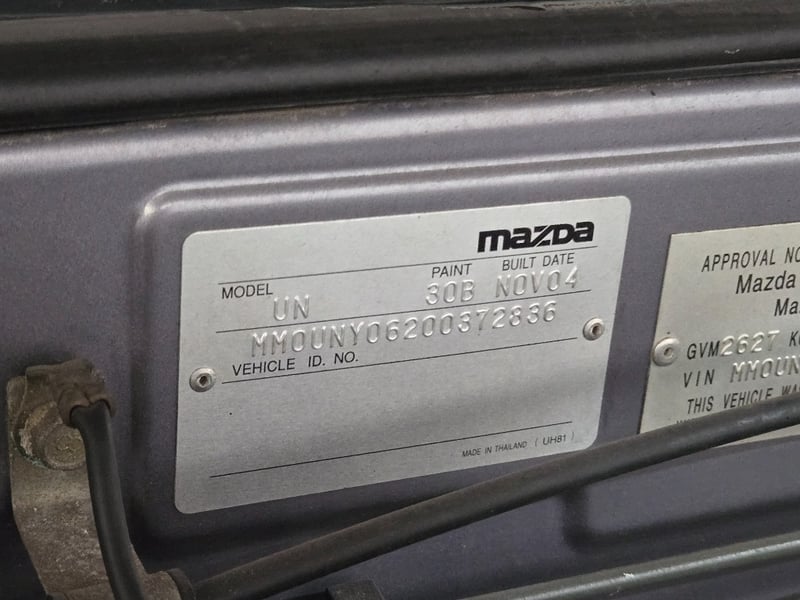 mazda
MODEL PAINT BUILT DATE
UN 30B NOV04
MM0UNY06200372836
VEHICLE ID. NO.
MADE IN THAILAND ( UH81 )
APPROVAL NO
Mazda
GVM2627
VIN MM0UN
THIS VEHICLE